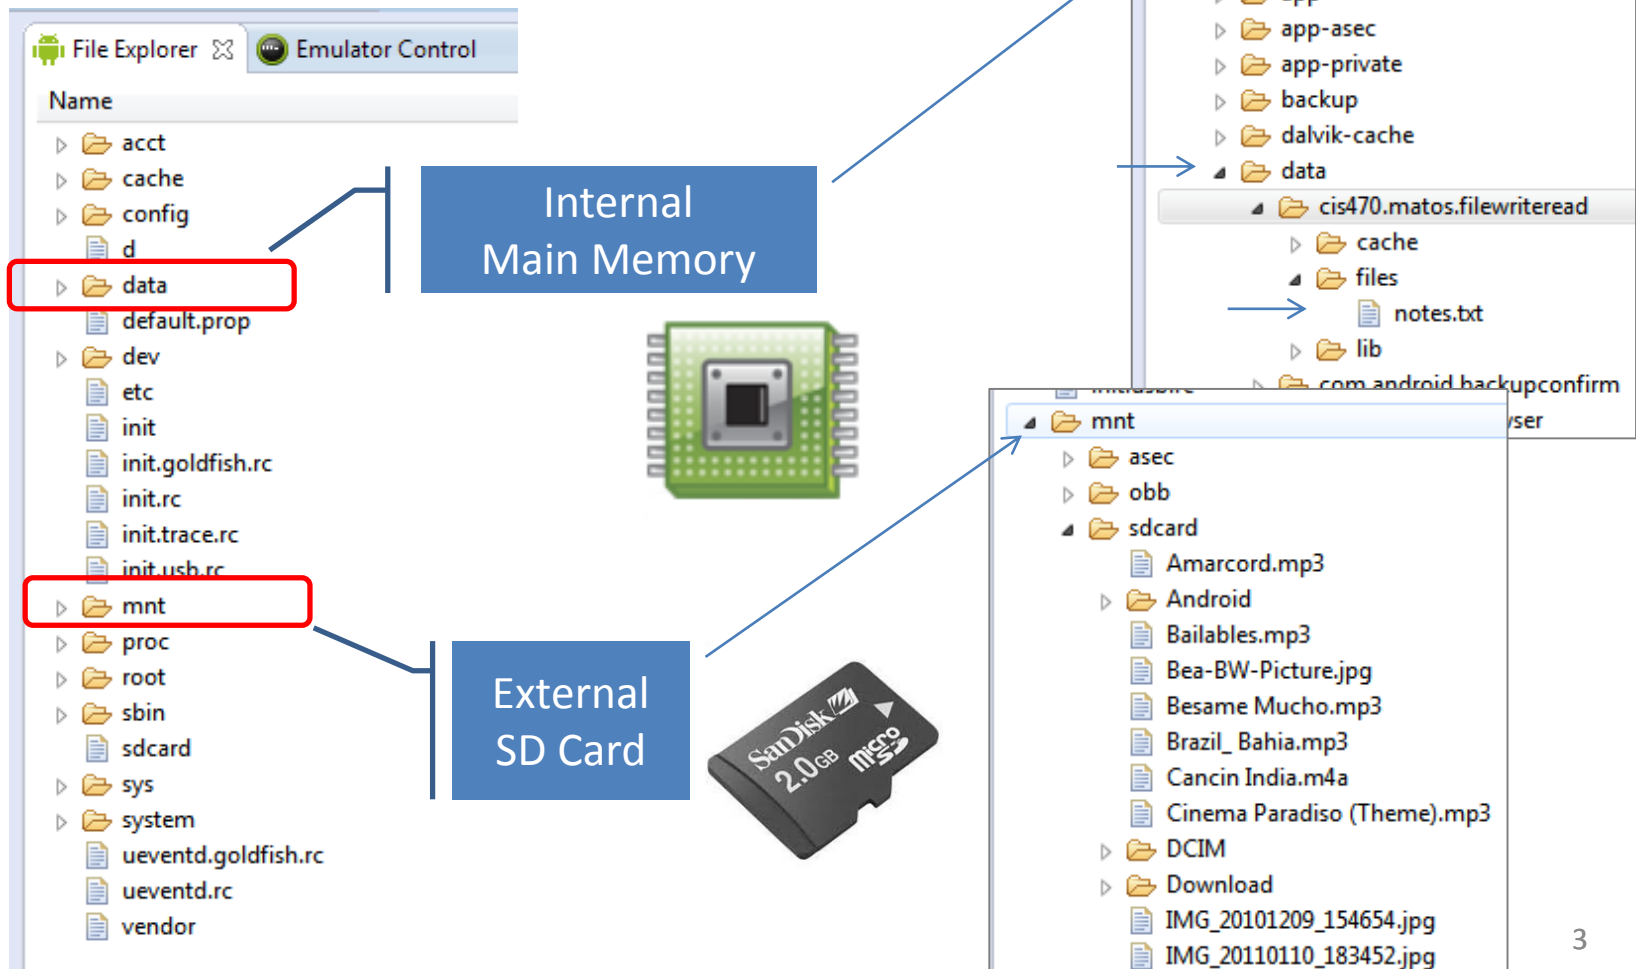 File Explorer
Emulator Control
Name
acct
cache
config
d
data
default.prop
dev
etc
init
init.goldfish.rc
init.rc
init.trace.rc
init.usb.rc
mnt
proc
root
sbin
sdcard
sys
system
ueventd.goldfish.rc
ueventd.rc
vendor
Internal
Main Memory
External
SD Card
SanDisk
2.0GB micro
app-asec
app-private
backup
dalvik-cache
data
cis470.matos.filewriteread
cache
files
notes.txt
lib
com.android.backupconfirm
mnt
asec
obb
sdcard
Amarcord.mp3
Android
Bailables.mp3
Bea-BW-Picture.jpg
Besame Mucho.mp3
Brazil_ Bahia.mp3
Cancin India.m4a
Cinema Paradiso (Theme).mp3
DCIM
Download
IMG_20101209_154654.jpg
IMG_20110110_183452.jpg
3